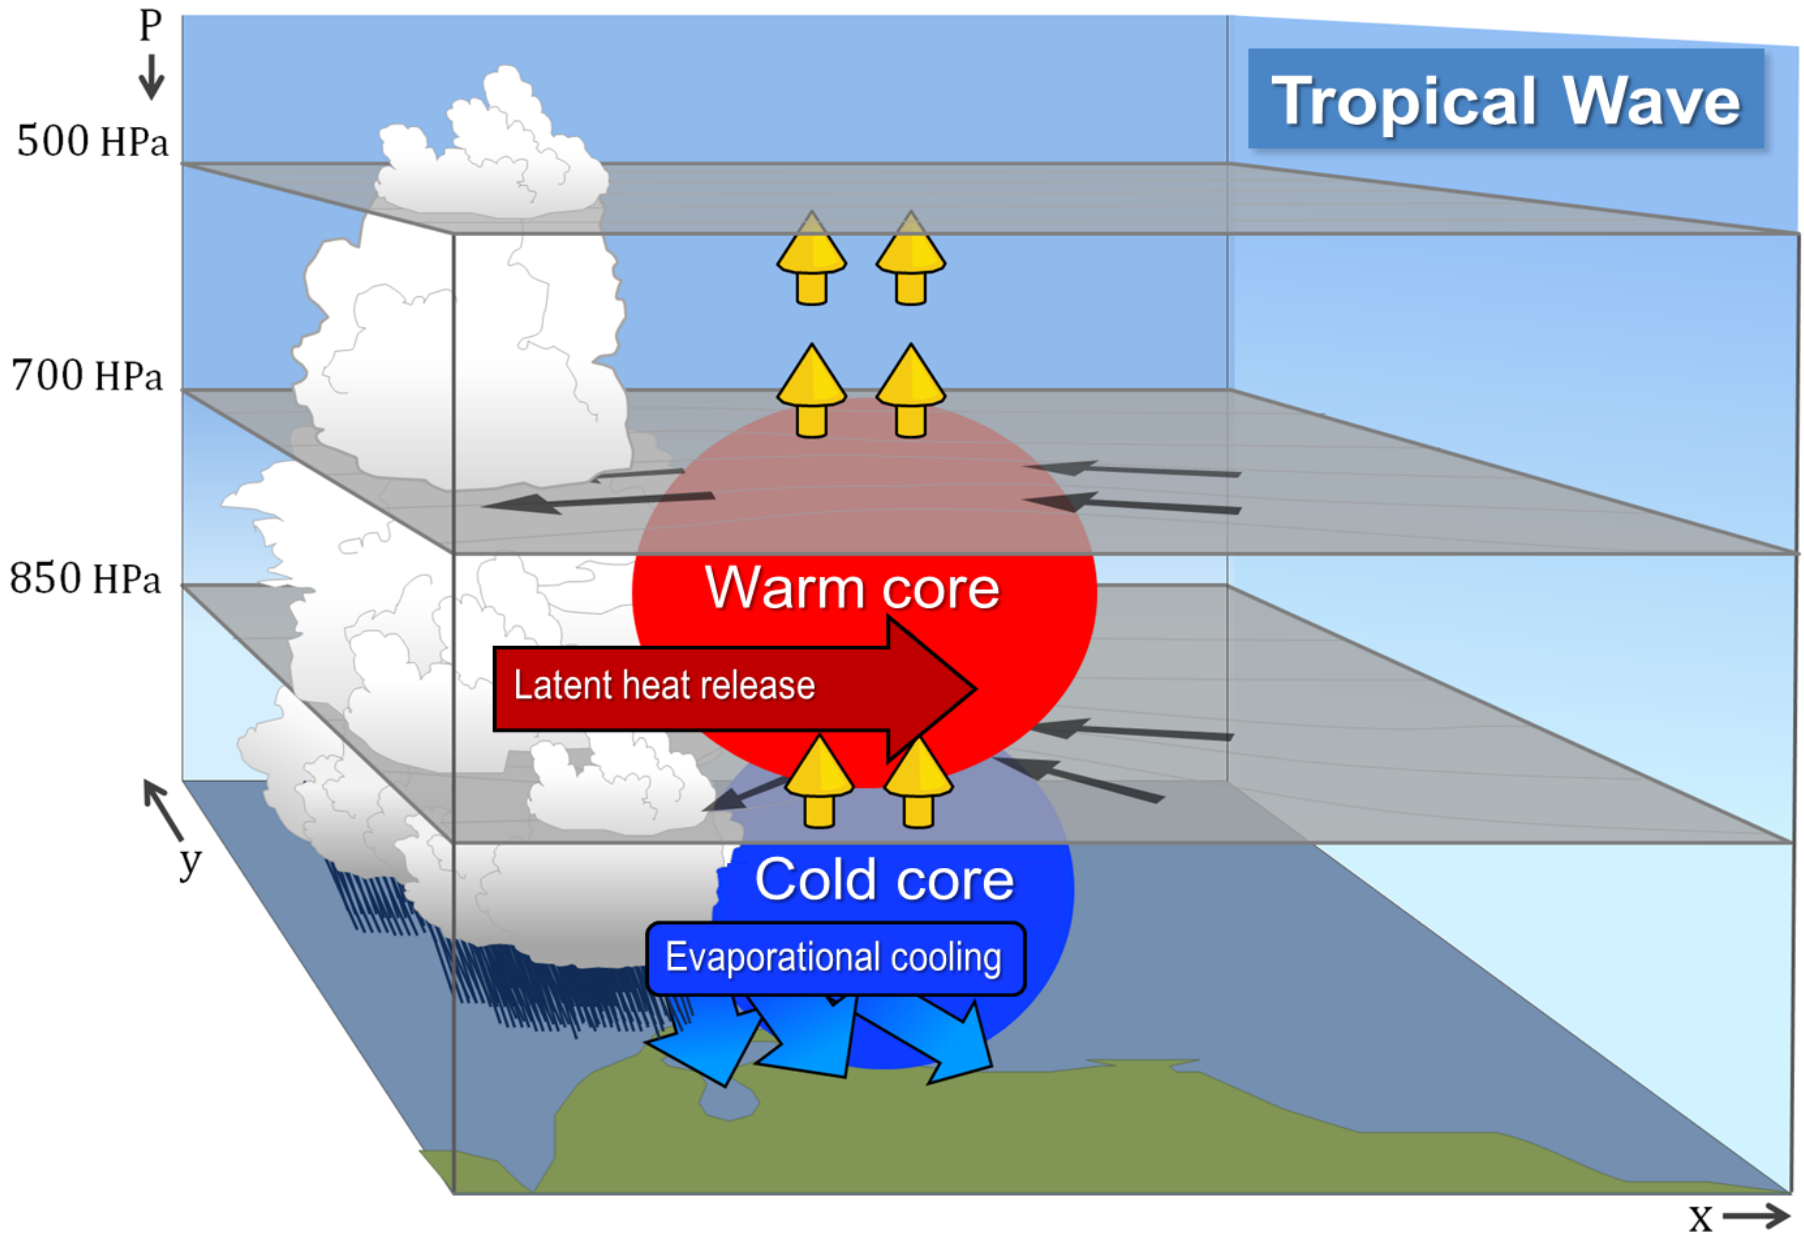 P
Tropical Wave
500 HPa
700 HPa
850 HPa
Warm core
Latent heat release
y
Cold core
Evaporational cooling
x